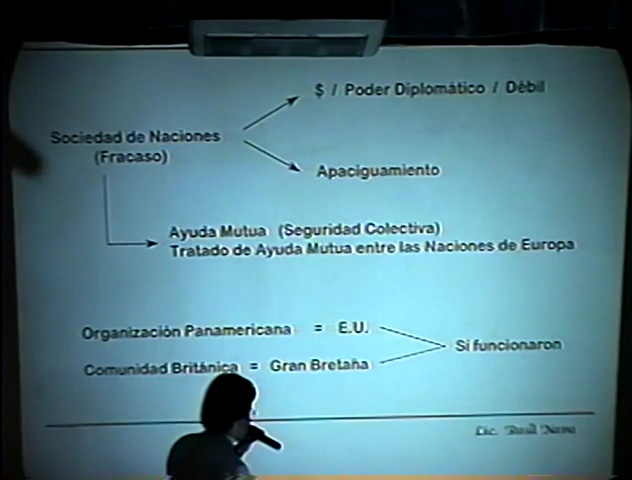 $ / Poder Diplomático / Débil
Sociedad de Naciones
(Fracaso)
Apaciguamiento
Ayuda Mutua (Seguridad Colectiva)
Tratado de Ayuda Mutua entre las Naciones de Europa
Organización Panamericana = E.U.
Si funcionaron
Comunidad Británica = Gran Bretaña
Lic.